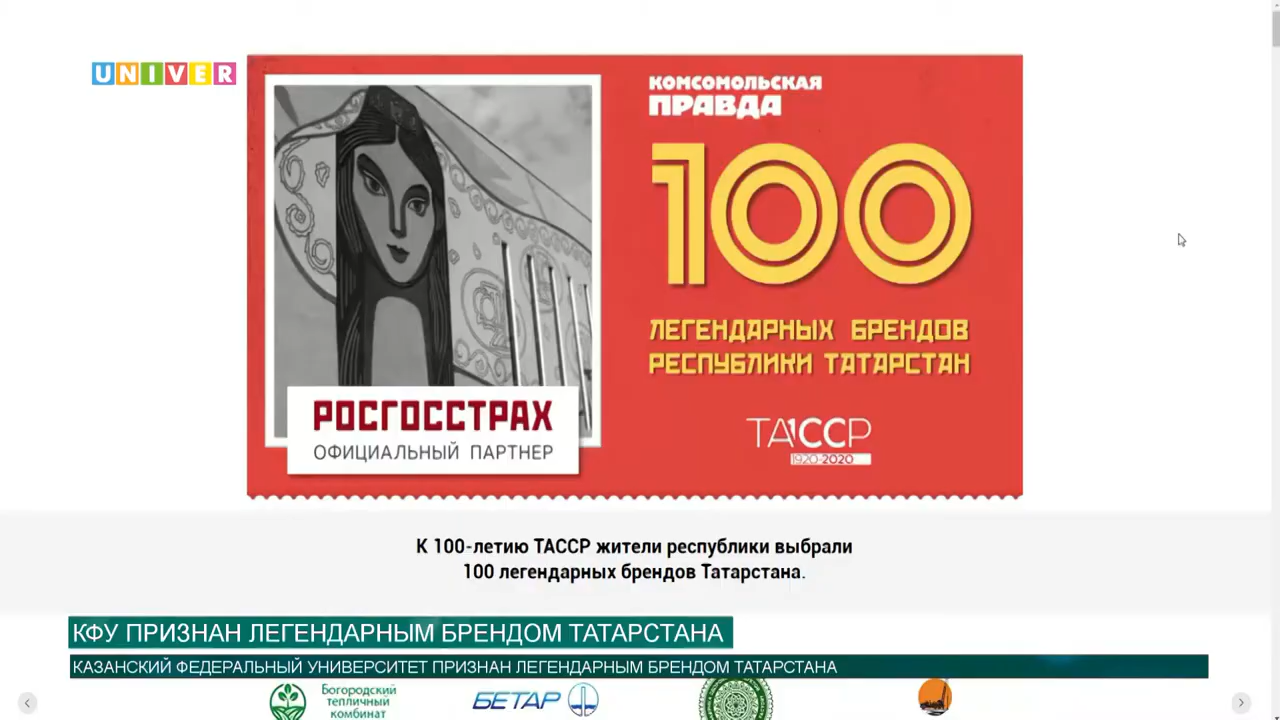 UNIVER
КОМСОМОЛЬСКАЯ
ПРАВДА
100
ЛЕГЕНДАРНЫХ БРЕНДОВ
РЕСПУБЛИКИ ТАТАРСТАН
РОСГОССТРАХ
ОФИЦИАЛЬНЫЙ ПАРТНЕР
ТАССР
1920-2020
К 100-летию ТАССР жители республики выбрали
100 легендарных брендов Татарстана.
КФУ ПРИЗНАН ЛЕГЕНДАРНЫМ БРЕНДОМ ТАТАРСТАНА
КАЗАНСКИЙ ФЕДЕРАЛЬНЫЙ УНИВЕРСИТЕТ ПРИЗНАН ЛЕГЕНДАРНЫМ БРЕНДОМ ТАТАРСТАНА
Богородский
тепличный
комбинат
БЕТАР